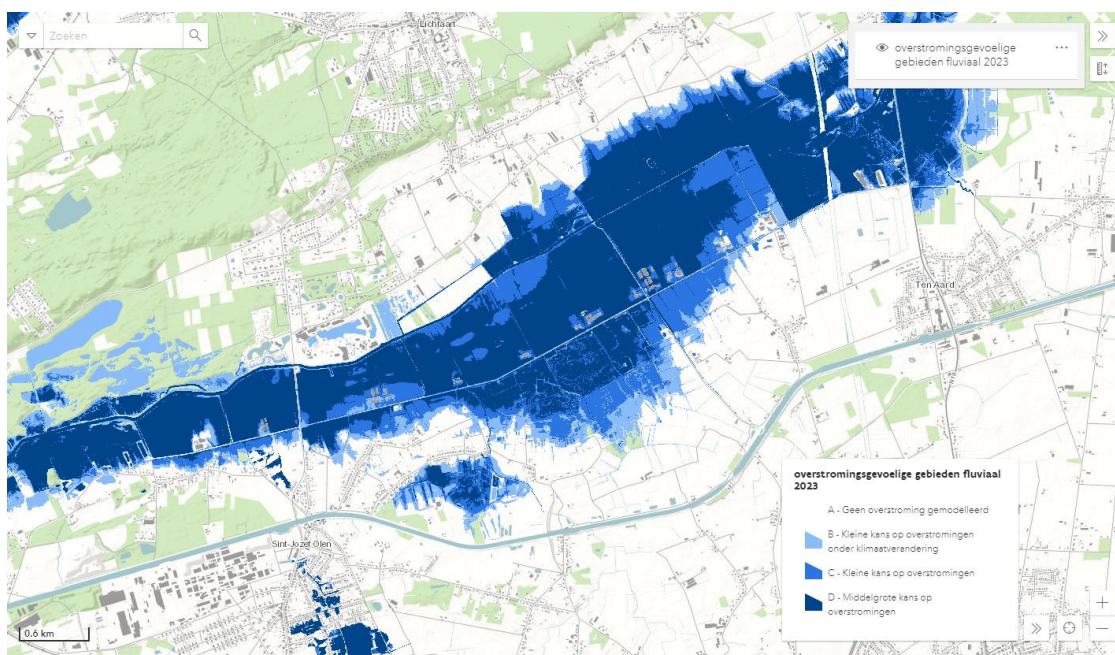 Zoeken
Lichtaart
overstromingsgevoelige
gebieden fluviaal 2023
Ten Aard
Sint-Jozef Olen
overstromingsgevoelige gebieden fluviaal
2023
A - Geen overstroming gemodelleerd
B - Kleine kans op overstromingen
onder klimaatverandering
C - Kleine kans op overstromingen
D - Middelgrote kans op
overstromingen
0.6 km